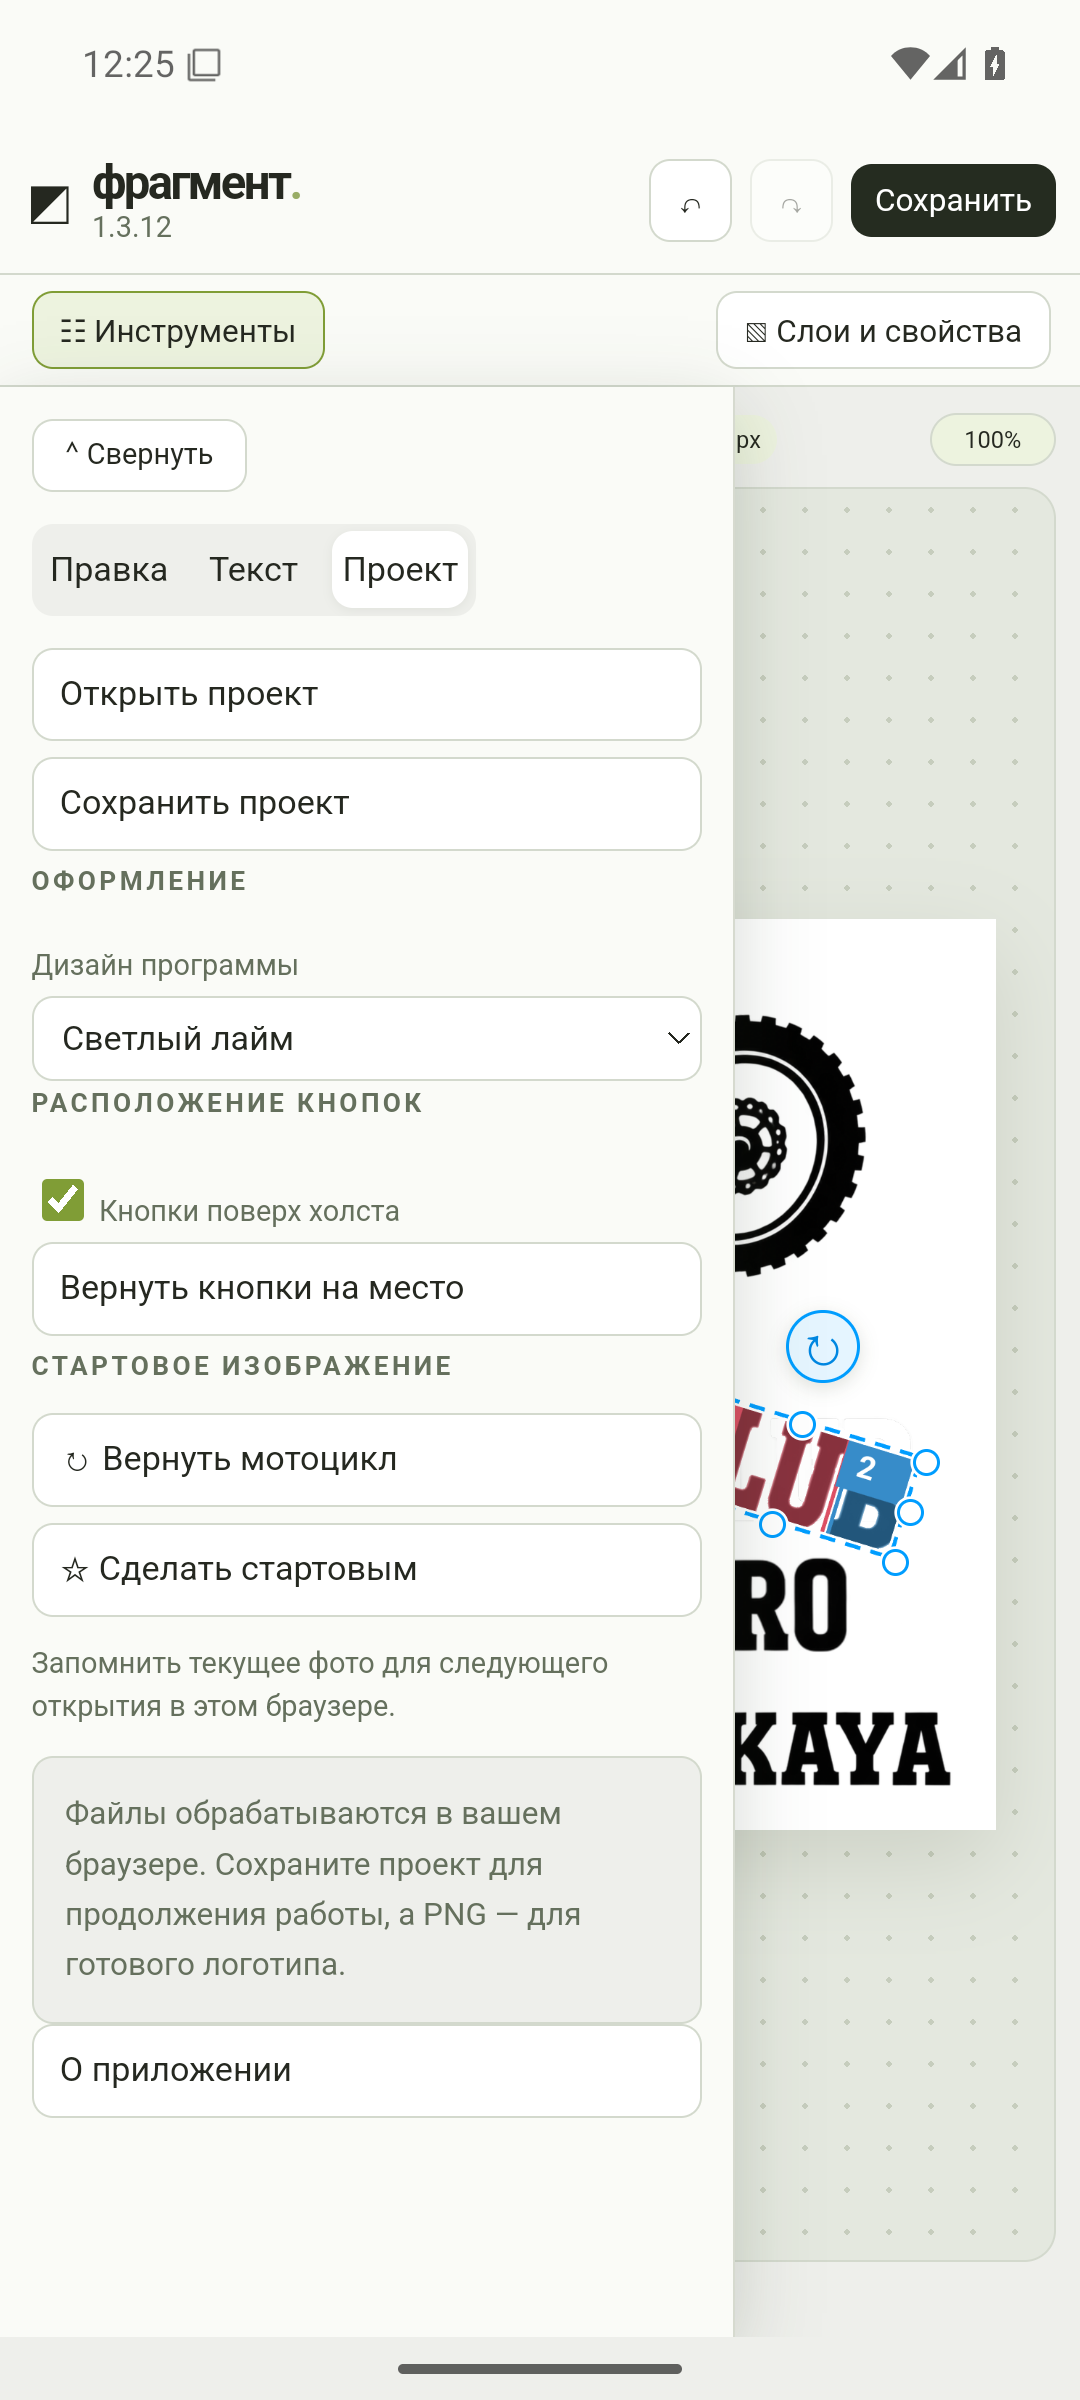 12:25
фрагмент.
1.3.12
Сохранить
Инструменты
Слои и свойства
^ Свернуть
px
100%
Правка
Текст
Проект
Открыть проект
Сохранить проект
ОФОРМЛЕНИЕ
Дизайн программы
Светлый лайм
РАСПОЛОЖЕНИЕ КНОПОК
Кнопки поверх холста
Вернуть кнопки на место
СТАРТОВОЕ ИЗОБРАЖЕНИЕ
Вернуть мотоцикл
Сделать стартовым
Запомнить текущее фото для следующего
открытия в этом браузере.
Файлы обрабатываются в вашем
браузере. Сохраните проект для
продолжения работы, а PNG — для
готового логотипа.
О приложении
LUB
2
RO
KAYA